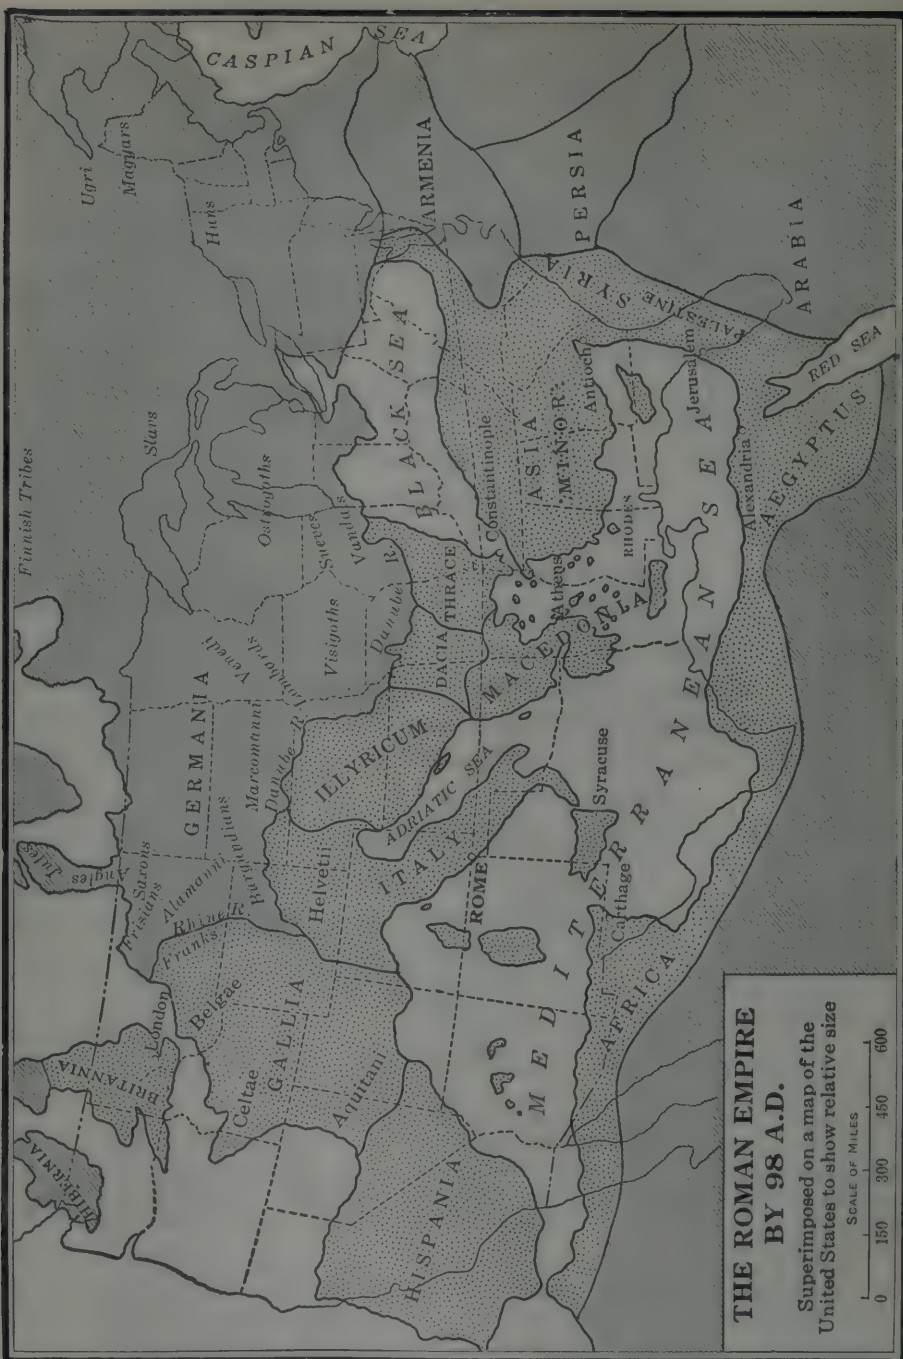 THE ROMAN EMPIRE
BY 98 A.D.
Superimposed on a map of the
United States to show relative size
SCALE OF MILES
0 150 300 450 600
HIBERNIA
BRITANNIA
London
Jutes
Angles
Saxons
Frisians
Finnish Tribes
Slavs
Ugri
Magyars
Huns
CASPIAN SEA
GERMANIA
Alamanni
Rhine R.
Franks
Burgundians
Marcomanni
Danube R.
Venedi
Lombards
Ostrogoths
Sueves
Vandals
Visigoths
Danube R.
Belgae
Celtae
GALLIA
Aquitani
Helvetii
HISPANIA
ITALY
ROME
ADRIATIC SEA
ILLYRICUM
DACIA
THRACE
MACEDONIA
Athens
Constantinople
BLACK SEA
ARMENIA
ASIA
MINOR
Antioch
RHODES
SYRIA
PALESTINE
Jerusalem
PERSIA
ARABIA
RED SEA
Alexandria
AEGYPTUS
Syracuse
Carthage
AFRICA
MEDITERRANEAN SEA